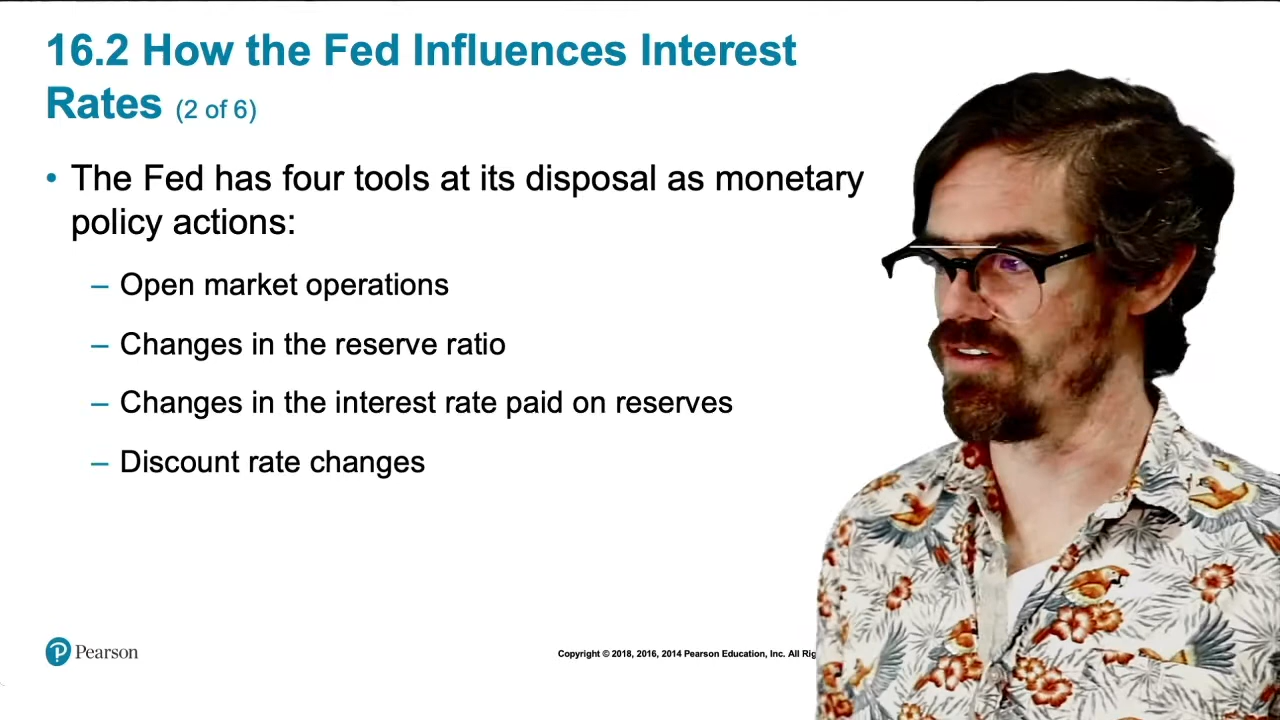 16.2 How the Fed Influences Interest
Rates (2 of 6)
• The Fed has four tools at its disposal as monetary
policy actions:
– Open market operations
– Changes in the reserve ratio
– Changes in the interest rate paid on reserves
– Discount rate changes
Pearson
Copyright © 2018, 2016, 2014 Pearson Education, Inc. All